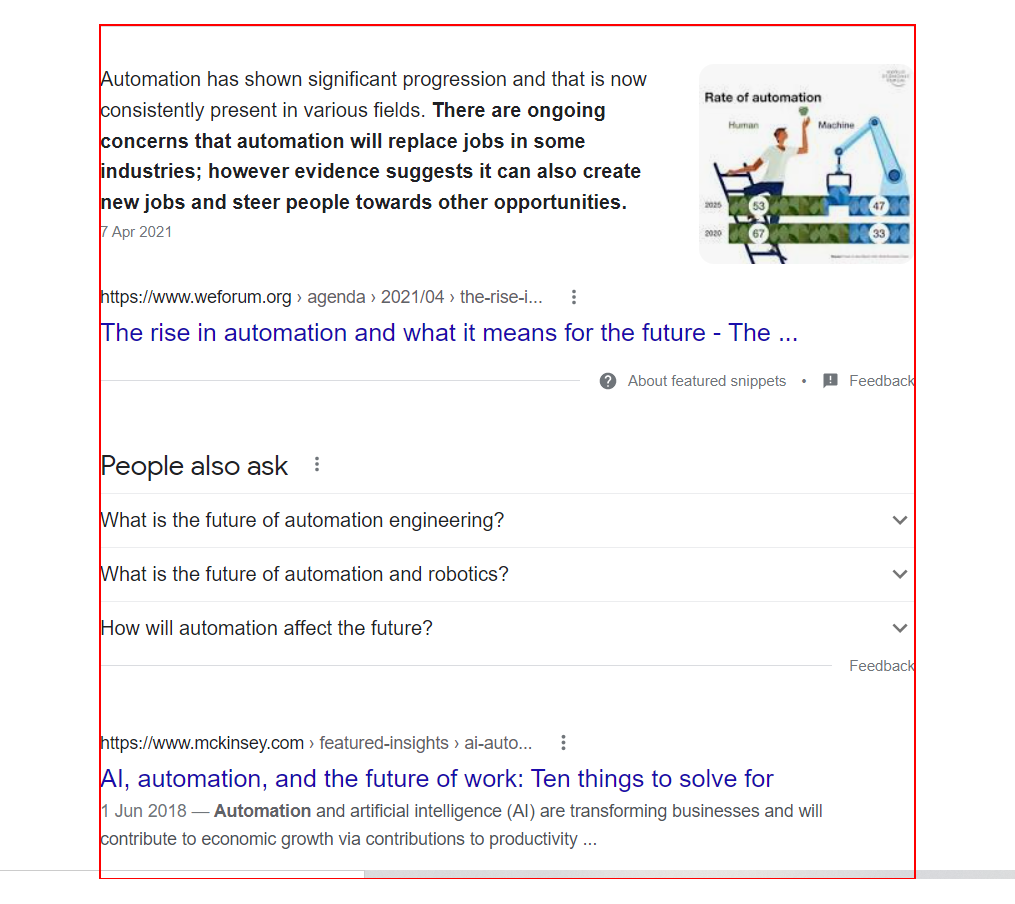 Automation has shown significant progression and that is now
consistently present in various fields. There are ongoing
concerns that automation will replace jobs in some
industries; however evidence suggests it can also create
new jobs and steer people towards other opportunities.
7 Apr 2021
Rate of automation
Human
Machine
2025
53
47
2020
67
33
https://www.weforum.org › agenda › 2021/04 › the-rise-i...
The rise in automation and what it means for the future - The ...
About featured snippets • Feedback
People also ask
What is the future of automation engineering?
What is the future of automation and robotics?
How will automation affect the future?
Feedback
https://www.mckinsey.com › featured-insights › ai-auto...
AI, automation, and the future of work: Ten things to solve for
1 Jun 2018 — Automation and artificial intelligence (AI) are transforming businesses and will
contribute to economic growth via contributions to productivity ...